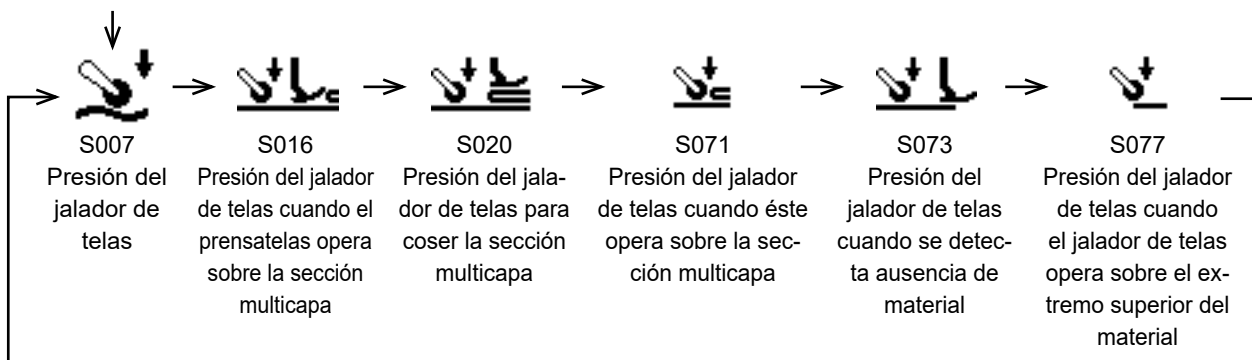 S007
Presión del
jalador de
telas
S016
Presión del jalador
de telas cuando el
prensatelas opera
sobre la sección
multicapa
S020
Presión del jala-
dor de telas para
coser la sección
multicapa
S071
Presión del jalador
de telas cuando éste
opera sobre la sec-
ción multicapa
S073
Presión del
jalador de telas
cuando se detec-
ta ausencia de
material
S077
Presión del jalador
de telas cuando
el jalador de telas
opera sobre el ex-
tremo superior del
material